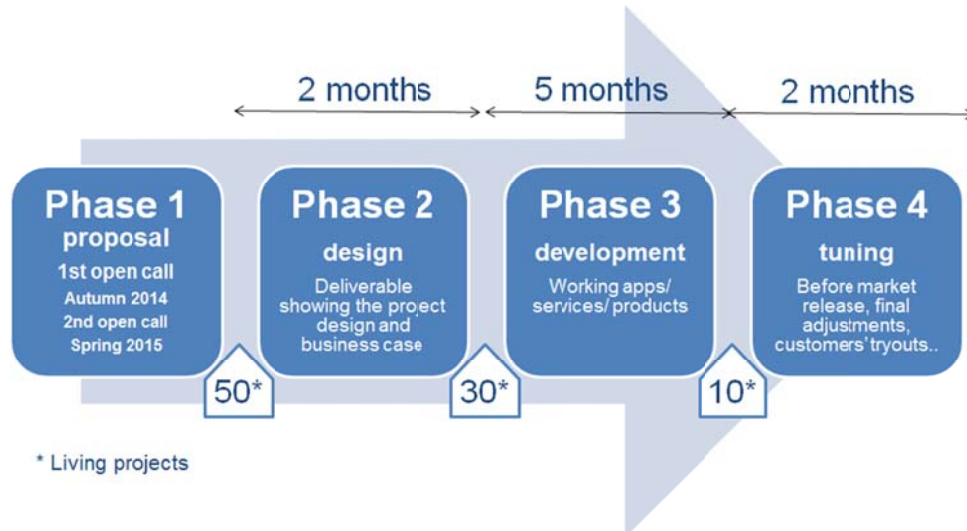 2 months
5 months
2 months
Phase 1
proposal
1st open call
Autumn 2014
2nd open call
Spring 2015
Phase 2
design
Deliverable
showing the project
design and
business case
Phase 3
development
Working apps/
services/ products
Phase 4
tuning
Before market
release, final
adjustments,
customers' tryouts..
50*
30*
10*
* Living projects